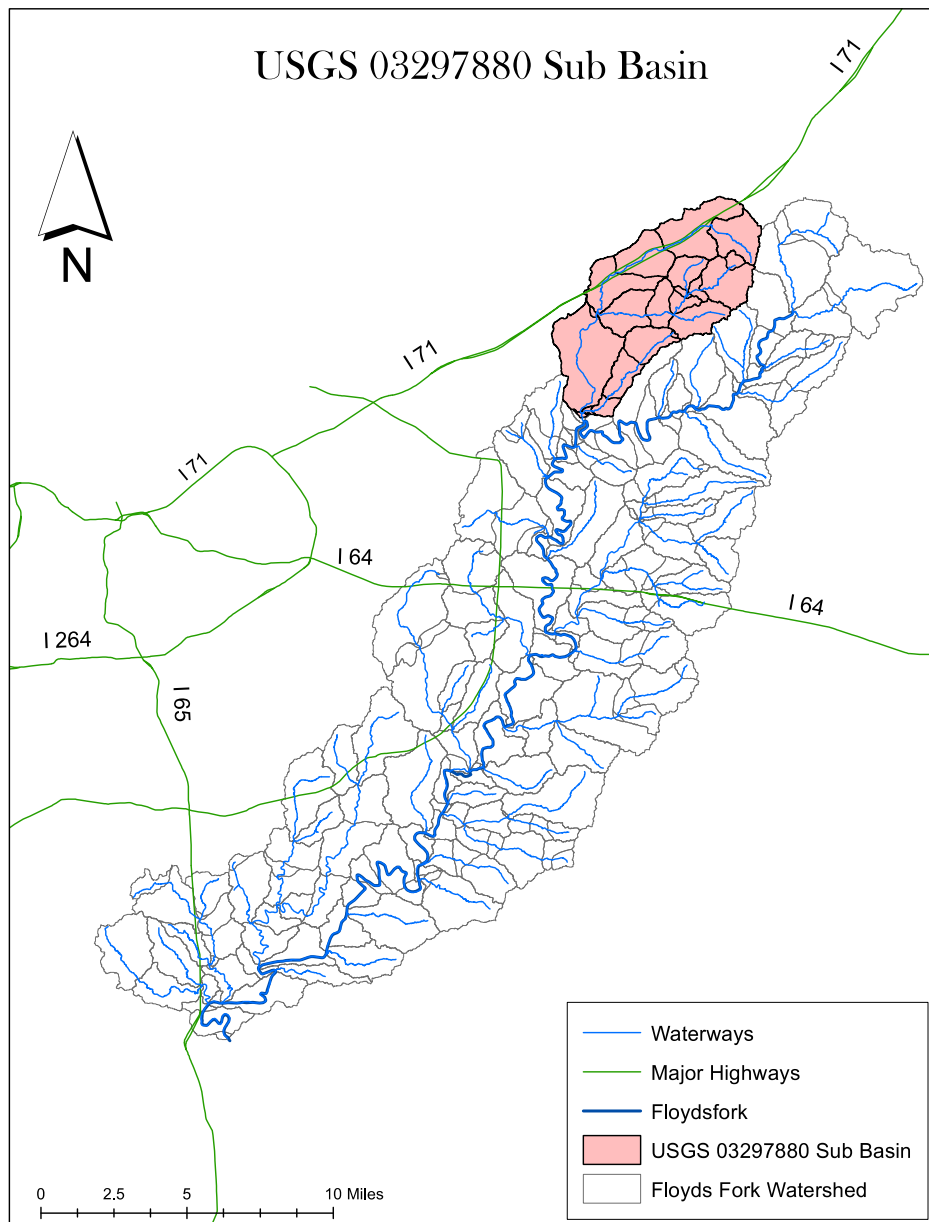 USGS 03297880 Sub Basin
I 71
N
I 71
I 71
I 64
I 64
I 264
I 65
Waterways
Major Highways
Floydsfork
USGS 03297880 Sub Basin
Floyds Fork Watershed
0 2.5 5 10 Miles